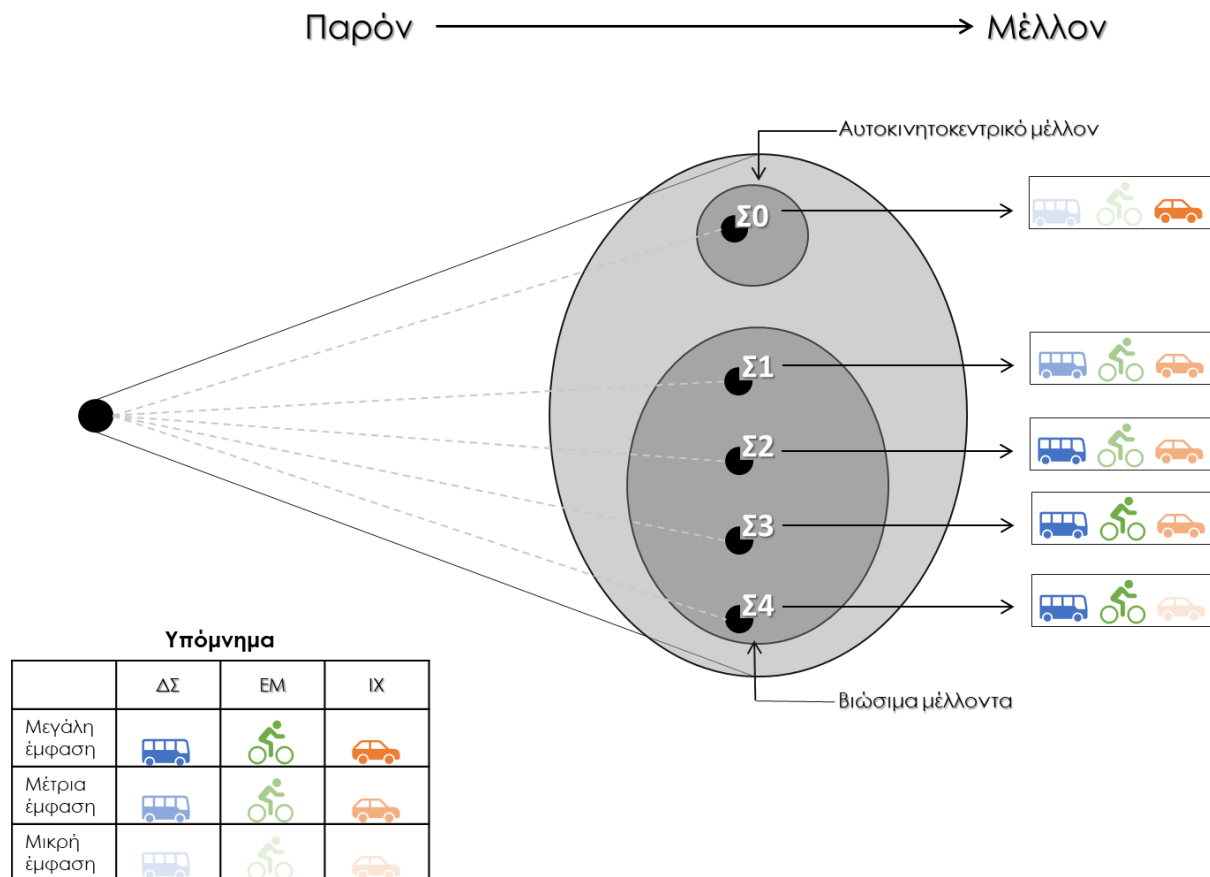 Παρόν
Μέλλον
Αυτοκινητοκεντρικό μέλλον
Σ0
Σ1
Σ2
Σ3
Σ4
Βιώσιμα μέλλοντα
Υπόμνημα
ΔΣ ΕΜ ΙΧ
Μεγάλη
έμφαση
Μέτρια
έμφαση
Μικρή
έμφαση